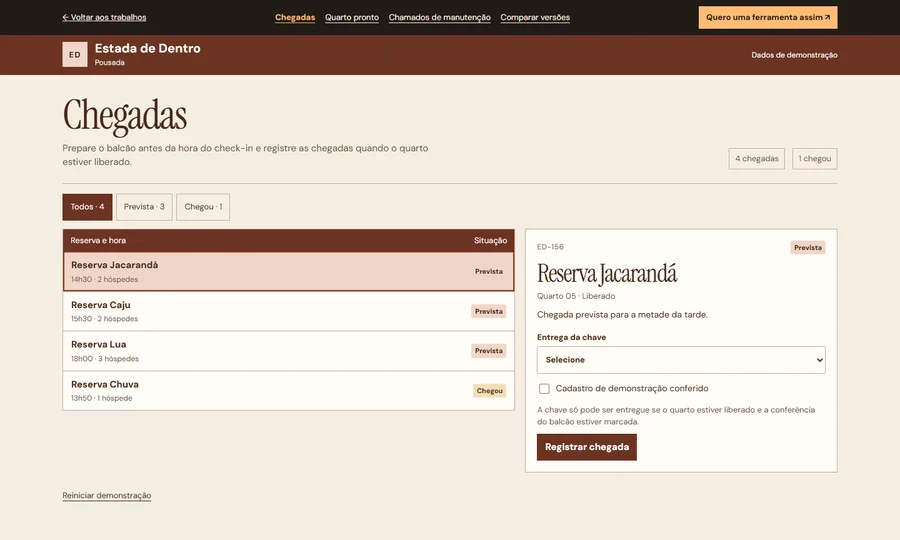 ← Voltar aos trabalhos
Chegadas
Quarto pronto
Chamados de manutenção
Comparar versões
Quero uma ferramenta assim ↗
ED
Estada de Dentro
Pousada
Dados de demonstração
Chegadas
Prepare o balcão antes da hora do check-in e registre as chegadas quando o quarto
estiver liberado.
4 chegadas
1 chegou
Todos · 4
Prevista · 3
Chegou · 1
Reserva e hora
Situação
Reserva Jacarandá
14h30 · 2 hóspedes
Prevista
Reserva Caju
15h30 · 2 hóspedes
Prevista
Reserva Lua
18h00 · 3 hóspedes
Prevista
Reserva Chuva
13h50 · 1 hóspede
Chegou
ED-156
Prevista
Reserva Jacarandá
Quarto 05 · Liberado
Chegada prevista para a metade da tarde.
Entrega da chave
Selecione
Cadastro de demonstração conferido
A chave só pode ser entregue se o quarto estiver liberado e a conferência
do balcão estiver marcada.
Registrar chegada
Reiniciar demonstração